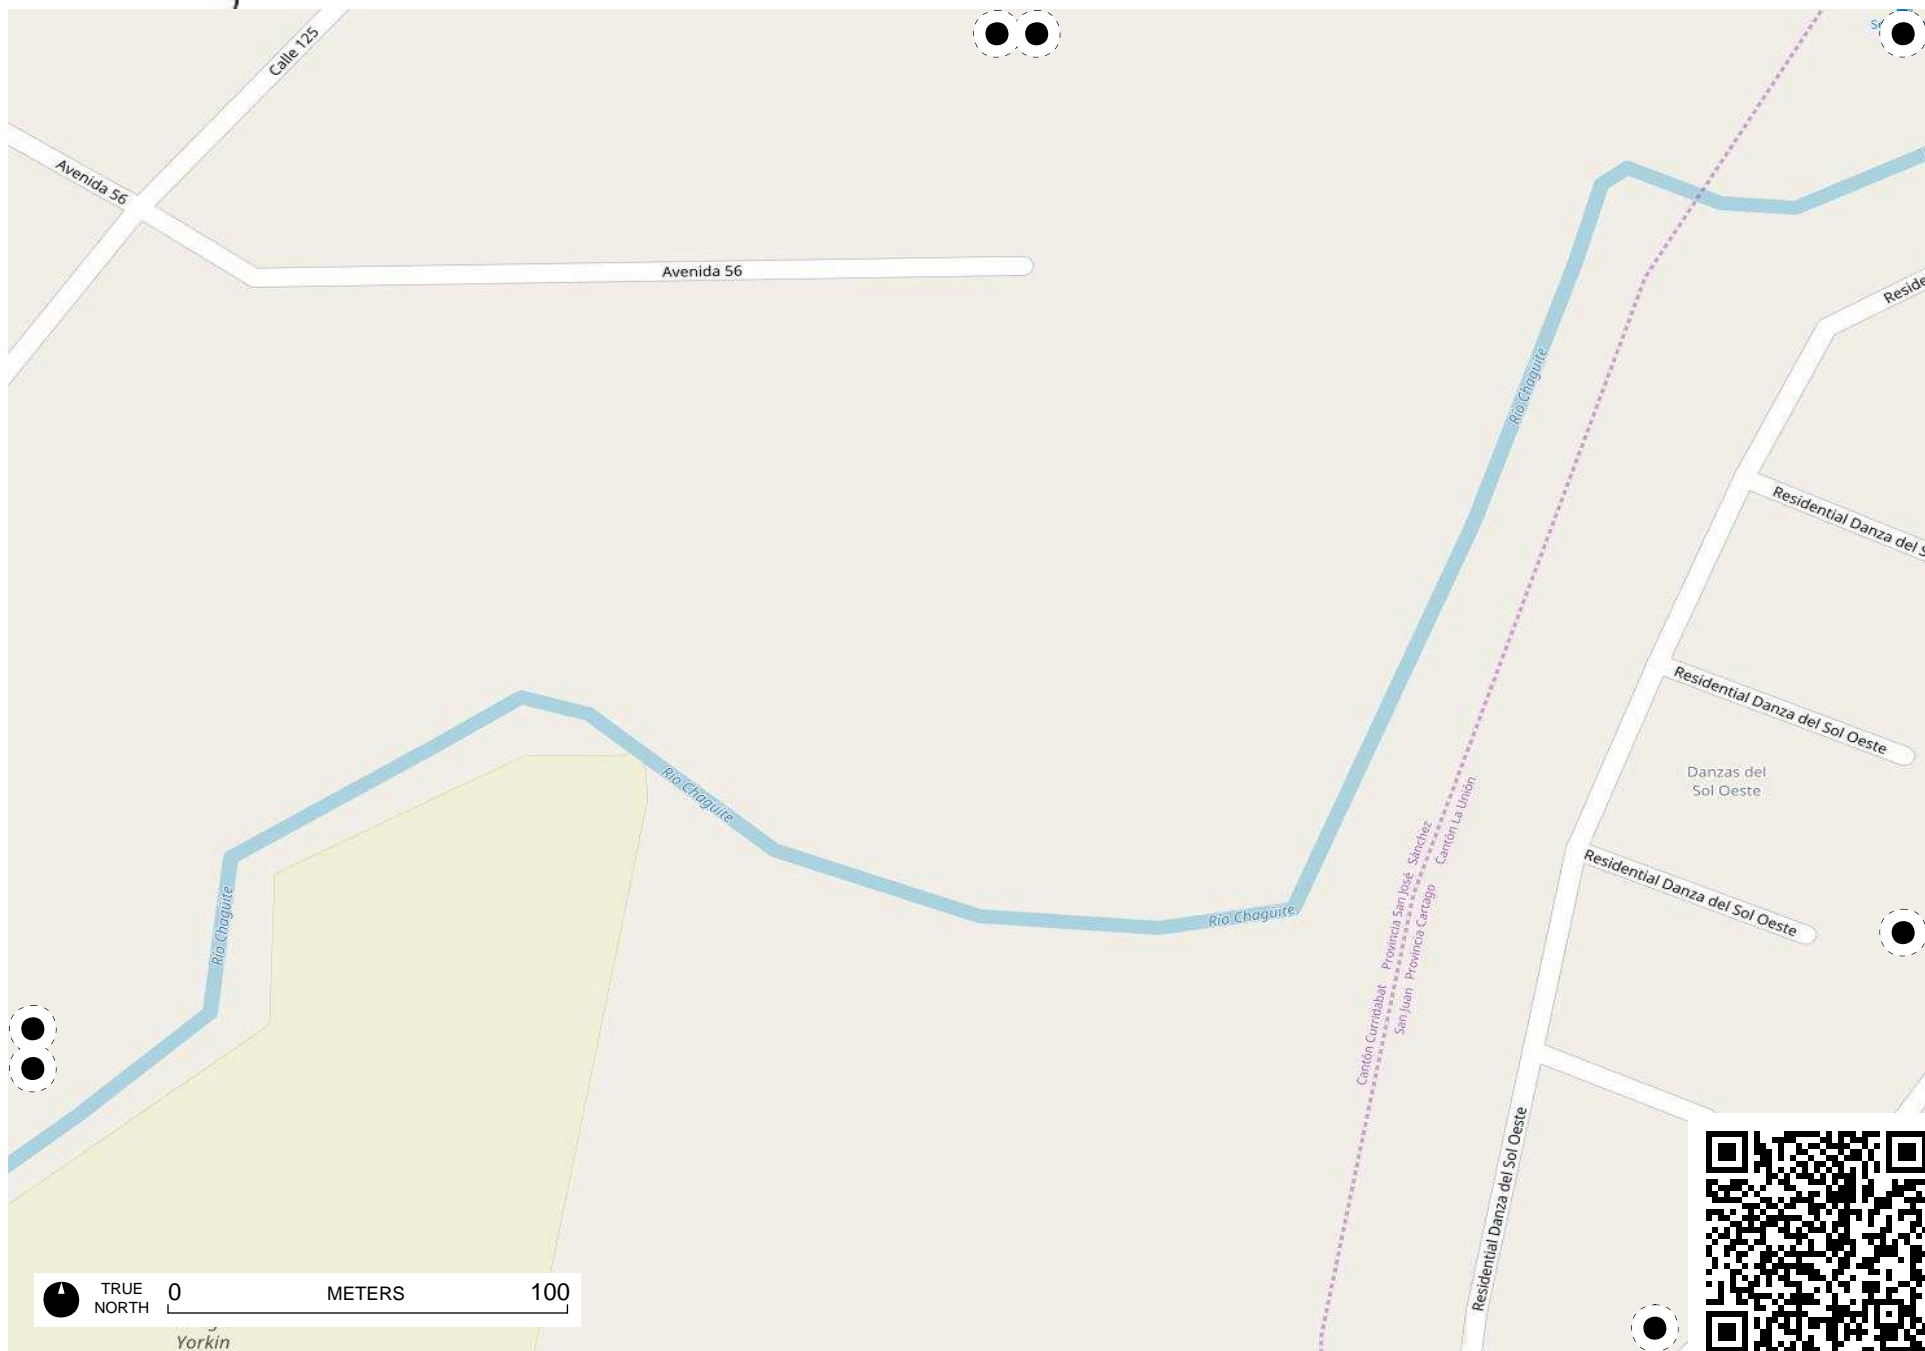 Calle 125
Avenida 56
Avenida 56
Río Chagüite
Residential Danza del
Residential Danza del Sol Oeste
Danzas del
Sol Oeste
Río Chagüite
Residential Danza del Sol Oeste
Río Chagüite
Río Chagüite
Cantón Curridabat Provincia San José Sánchez
San Juan Provincia Cartago Cantón La Unión
Residential Danza del Sol Oeste
TRUE
NORTH
0 METERS 100
Yorkin